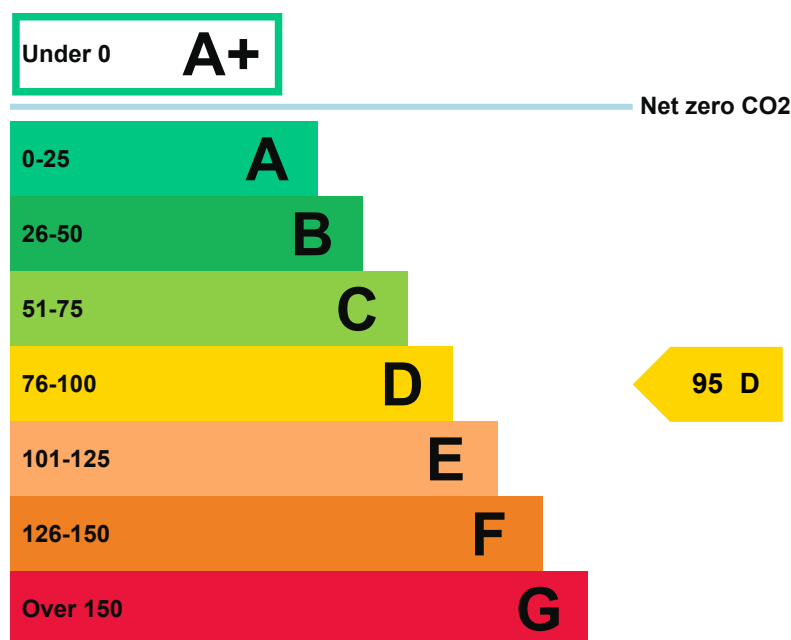 Under 0 A+
Net zero CO2
0-25 A
26-50 B
51-75 C
76-100 D
95 D
101-125 E
126-150 F
Over 150 G